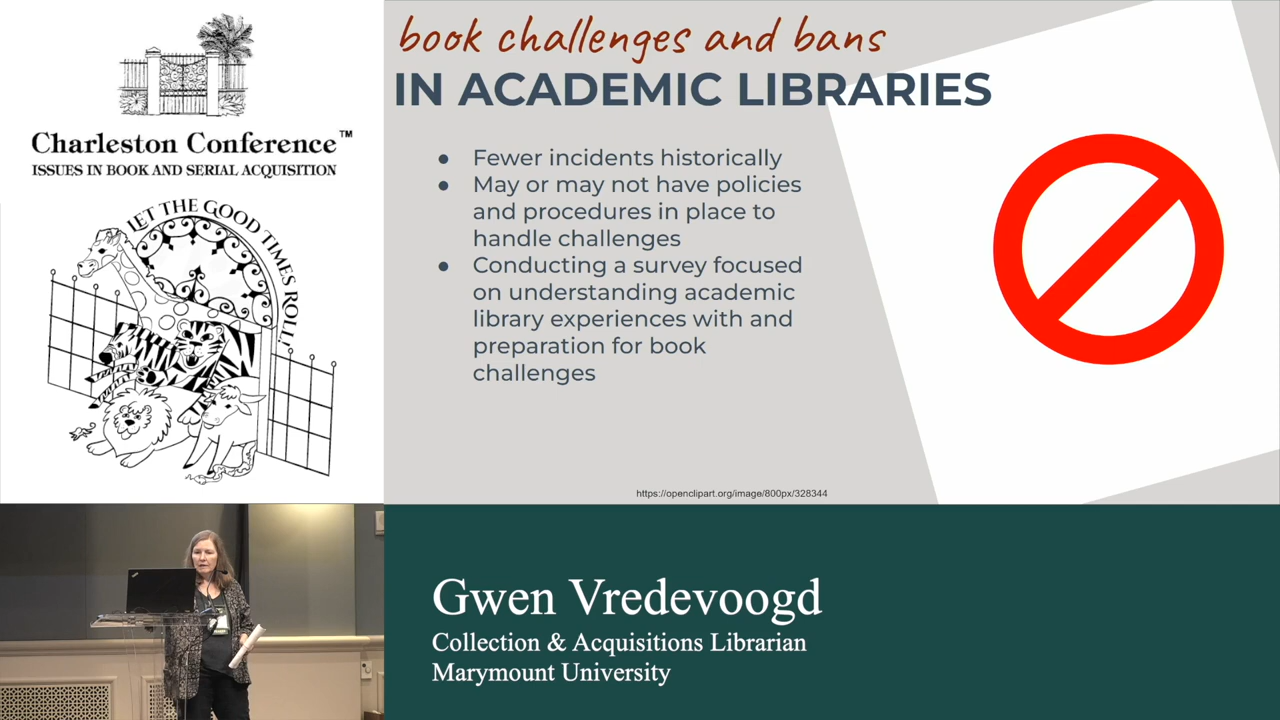 Charleston Conference™
ISSUES IN BOOK AND SERIAL ACQUISITION
LET THE GOOD TIMES ROLL!
book challenges and bans
IN ACADEMIC LIBRARIES
● Fewer incidents historically
● May or may not have policies
and procedures in place to
handle challenges
● Conducting a survey focused
on understanding academic
library experiences with and
preparation for book
challenges
https://openclipart.org/image/800px/328344
Gwen Vredevoogd
Collection & Acquisitions Librarian
Marymount University